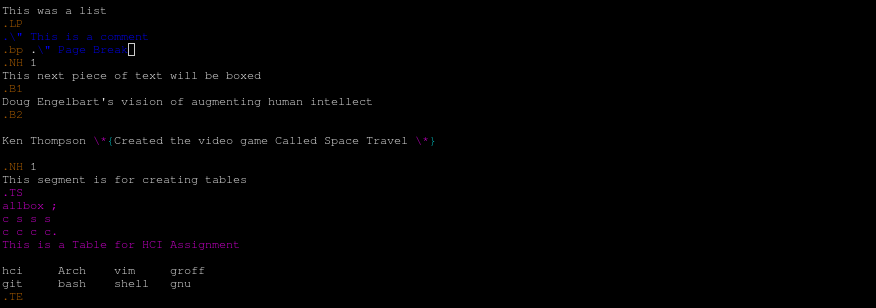 This was a list
.LP
.\" This is a comment
.bp .\" Page Break
.NH 1
This next piece of text will be boxed
.B1
Doug Engelbart's vision of augmenting human intellect
.B2
Ken Thompson \*{Created the video game Called Space Travel \*}
.NH 1
This segment is for creating tables
.TS
allbox ;
c s s s
c c c c.
This is a Table for HCI Assignment
hci Arch vim groff
git bash shell gnu
.TE